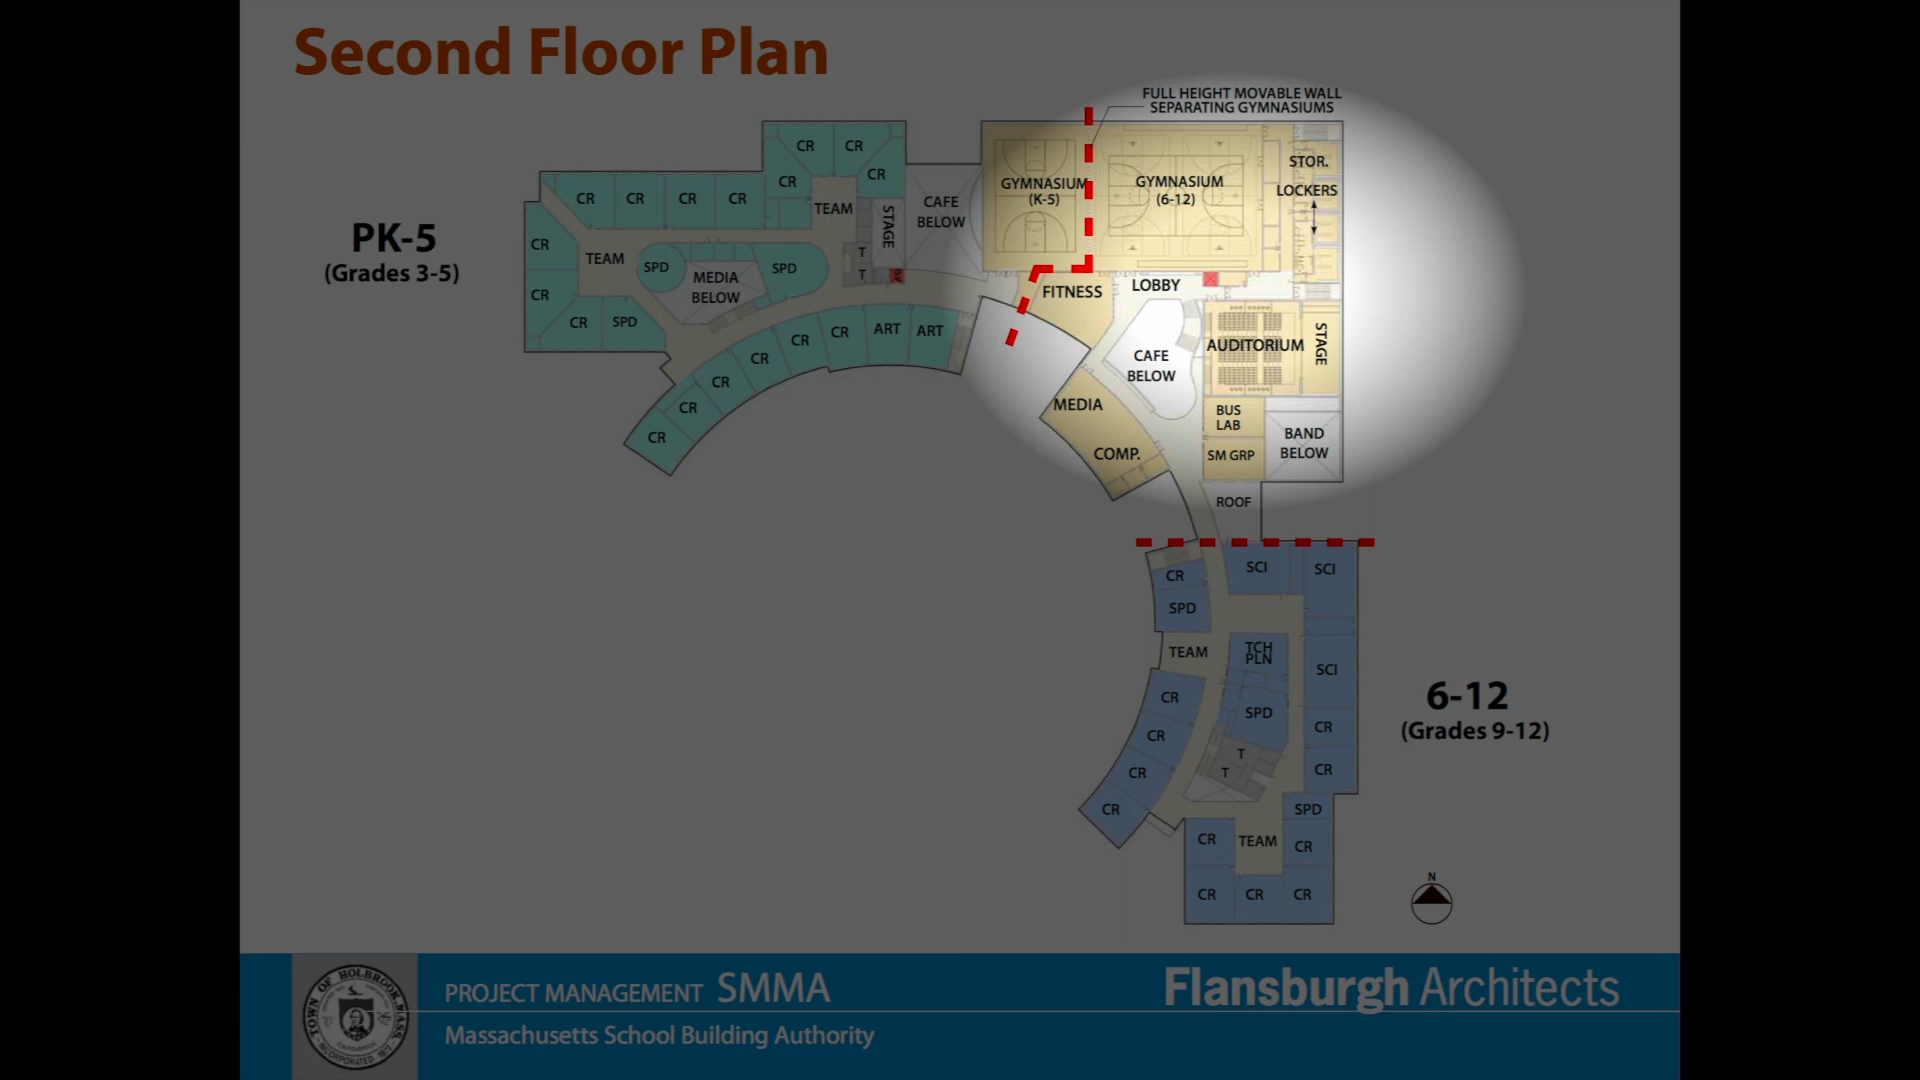 Second Floor Plan
FULL HEIGHT MOVABLE WALL
SEPARATING GYMNASIUMS
CR
CR
CR
CR
CR
CR
CR
CR
TEAM
STAGE
CAFE
BELOW
GYMNASIUM
(K-5)
GYMNASIUM
(6-12)
STOR.
LOCKERS
PK-5
(Grades 3-5)
CR
TEAM
SPD
MEDIA
BELOW
SPD
T
T
CR
CR
SPD
CR
CR
CR
CR
CR
CR
ART
ART
FITNESS
LOBBY
CAFE
BELOW
AUDITORIUM
STAGE
MEDIA
COMP.
BUS
LAB
SM GRP
BAND
BELOW
ROOF
CR
SPD
SCI
SCI
TEAM
TCH
PLN
SCI
CR
CR
CR
CR
SPD
CR
CR
T
T
6-12
(Grades 9-12)
SPD
CR
TEAM
CR
CR
CR
CR
N
TOWN OF HOLBROOK, MASS.
PROJECT MANAGEMENT SMMA
Massachusetts School Building Authority
Flansburgh Architects